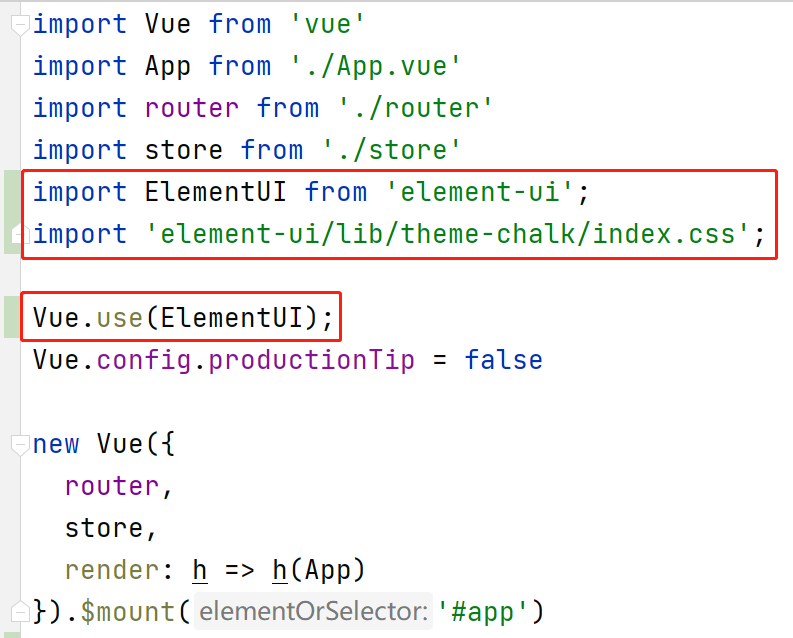 import Vue from 'vue'
import App from './App.vue'
import router from './router'
import store from './store'
import ElementUI from 'element-ui';
import 'element-ui/lib/theme-chalk/index.css';
Vue.use(ElementUI);
Vue.config.productionTip = false
new Vue({
  router,
  store,
  render: h => h(App)
}).$mount( elementOrSelector: '#app')